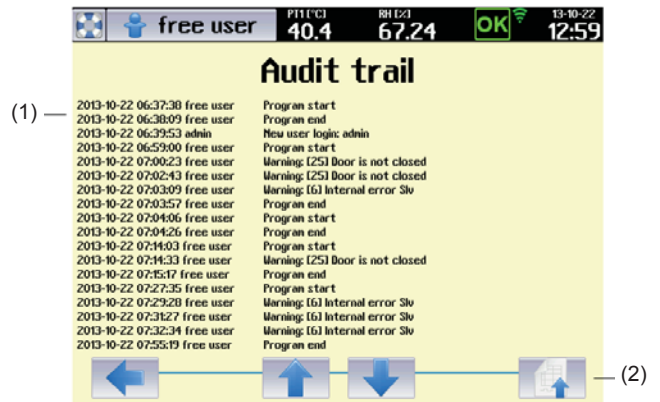 free user PT1 [°C] 40.4 RH [%] 67.24 OK 13-10-22 12:59
Audit trail
(1)
2013-10-22 06:37:38 free user Program start
2013-10-22 06:38:09 free user Program end
2013-10-22 06:39:53 admin New user login: admin
2013-10-22 06:59:00 free user Program start
2013-10-22 07:00:23 free user Warning: [25] Door is not closed
2013-10-22 07:02:43 free user Warning: [25] Door is not closed
2013-10-22 07:03:09 free user Warning: [6] Internal error Slv
2013-10-22 07:03:57 free user Program end
2013-10-22 07:04:06 free user Program start
2013-10-22 07:04:26 free user Program end
2013-10-22 07:14:03 free user Program start
2013-10-22 07:14:33 free user Warning: [25] Door is not closed
2013-10-22 07:15:17 free user Program end
2013-10-22 07:27:35 free user Program start
2013-10-22 07:29:28 free user Warning: [6] Internal error Slv
2013-10-22 07:31:27 free user Warning: [6] Internal error Slv
2013-10-22 07:32:34 free user Warning: [6] Internal error Slv
2013-10-22 07:55:19 free user Program end
(2)